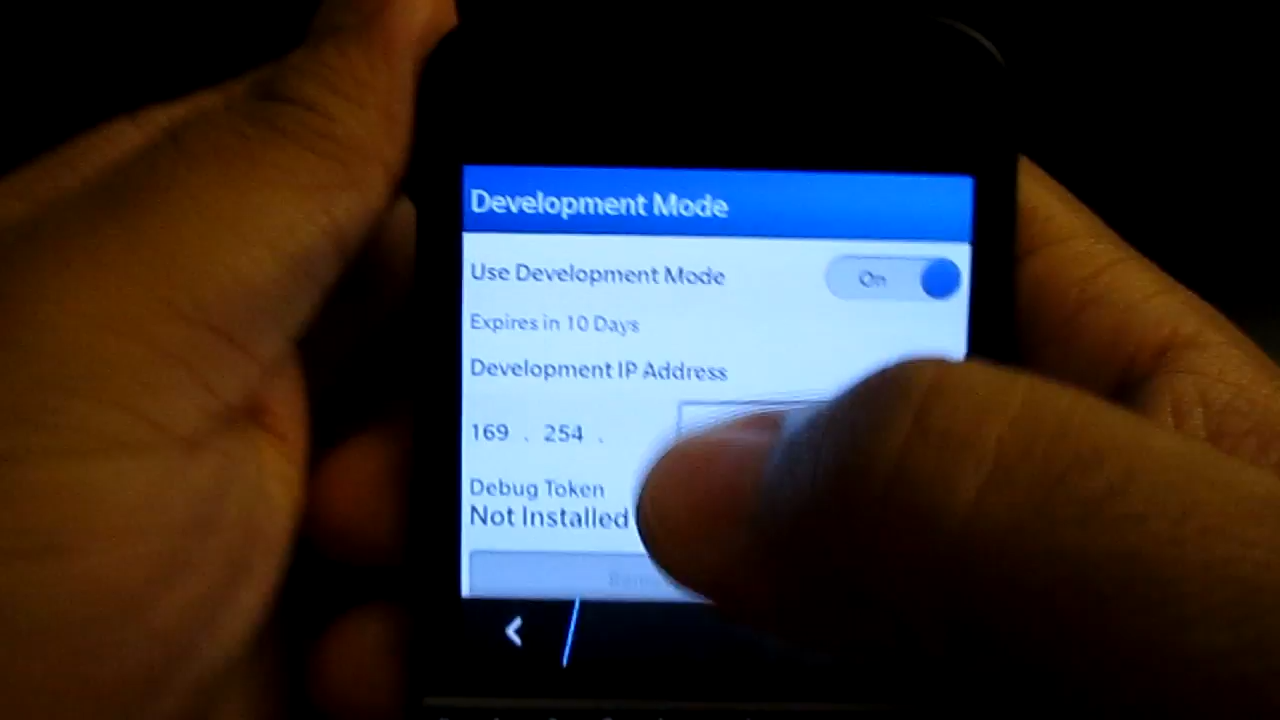 Development Mode
Use Development Mode On
Expires in 10 Days
Development IP Address
169 . 254 .
Debug Token
Not Installed